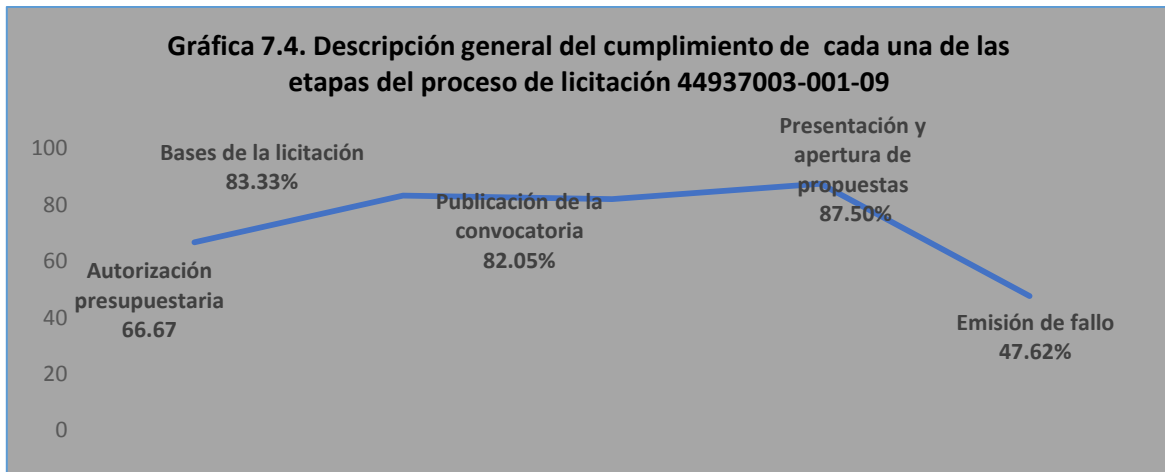 Gráfica 7.4. Descripción general del cumplimiento de cada una de las
etapas del proceso de licitación 44937003-001-09
100
80
60
40
20
0
Autorización
presupuestaria
66.67
Bases de la licitación
83.33%
Publicación de la
convocatoria
82.05%
Presentación y
apertura de
propuestas
87.50%
Emisión de fallo
47.62%